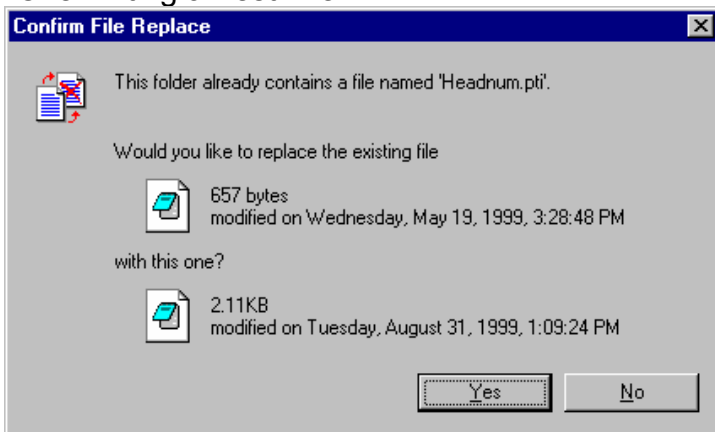 Confirm File Replace
This folder already contains a file named 'Headnum.pti'.
Would you like to replace the existing file
657 bytes
modified on Wednesday, May 19, 1999, 3:28:48 PM
with this one?
2.11KB
modified on Tuesday, August 31, 1999, 1:09:24 PM
Yes No